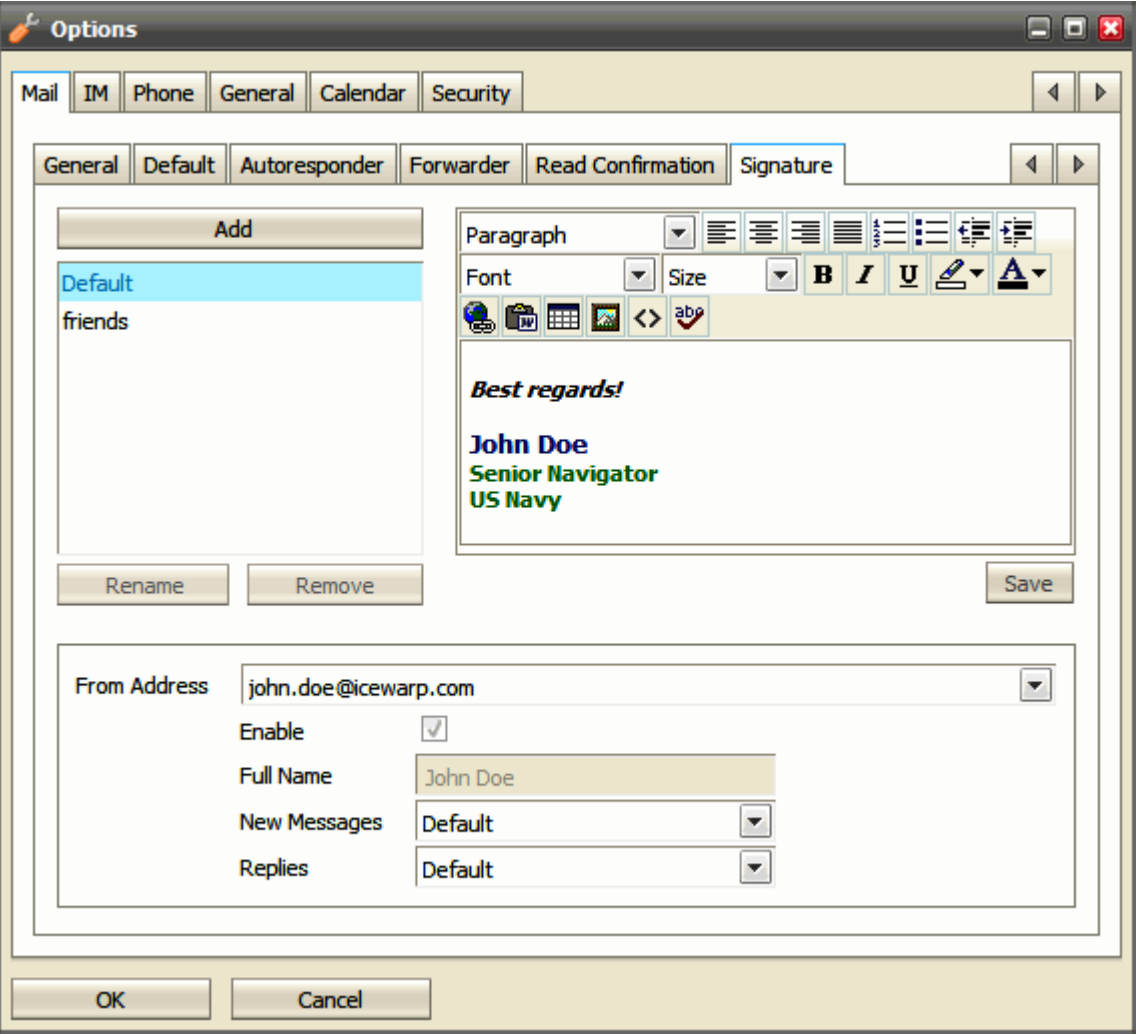 Options
Mail IM Phone General Calendar Security
General Default Autoresponder Forwarder Read Confirmation Signature
Add
Default
friends
Rename Remove
Paragraph
Font Size B I U A
W <> abc
Best regards!
John Doe
Senior Navigator
US Navy
Save
From Address john.doe@icewarp.com
Enable
Full Name John Doe
New Messages Default
Replies Default
OK Cancel